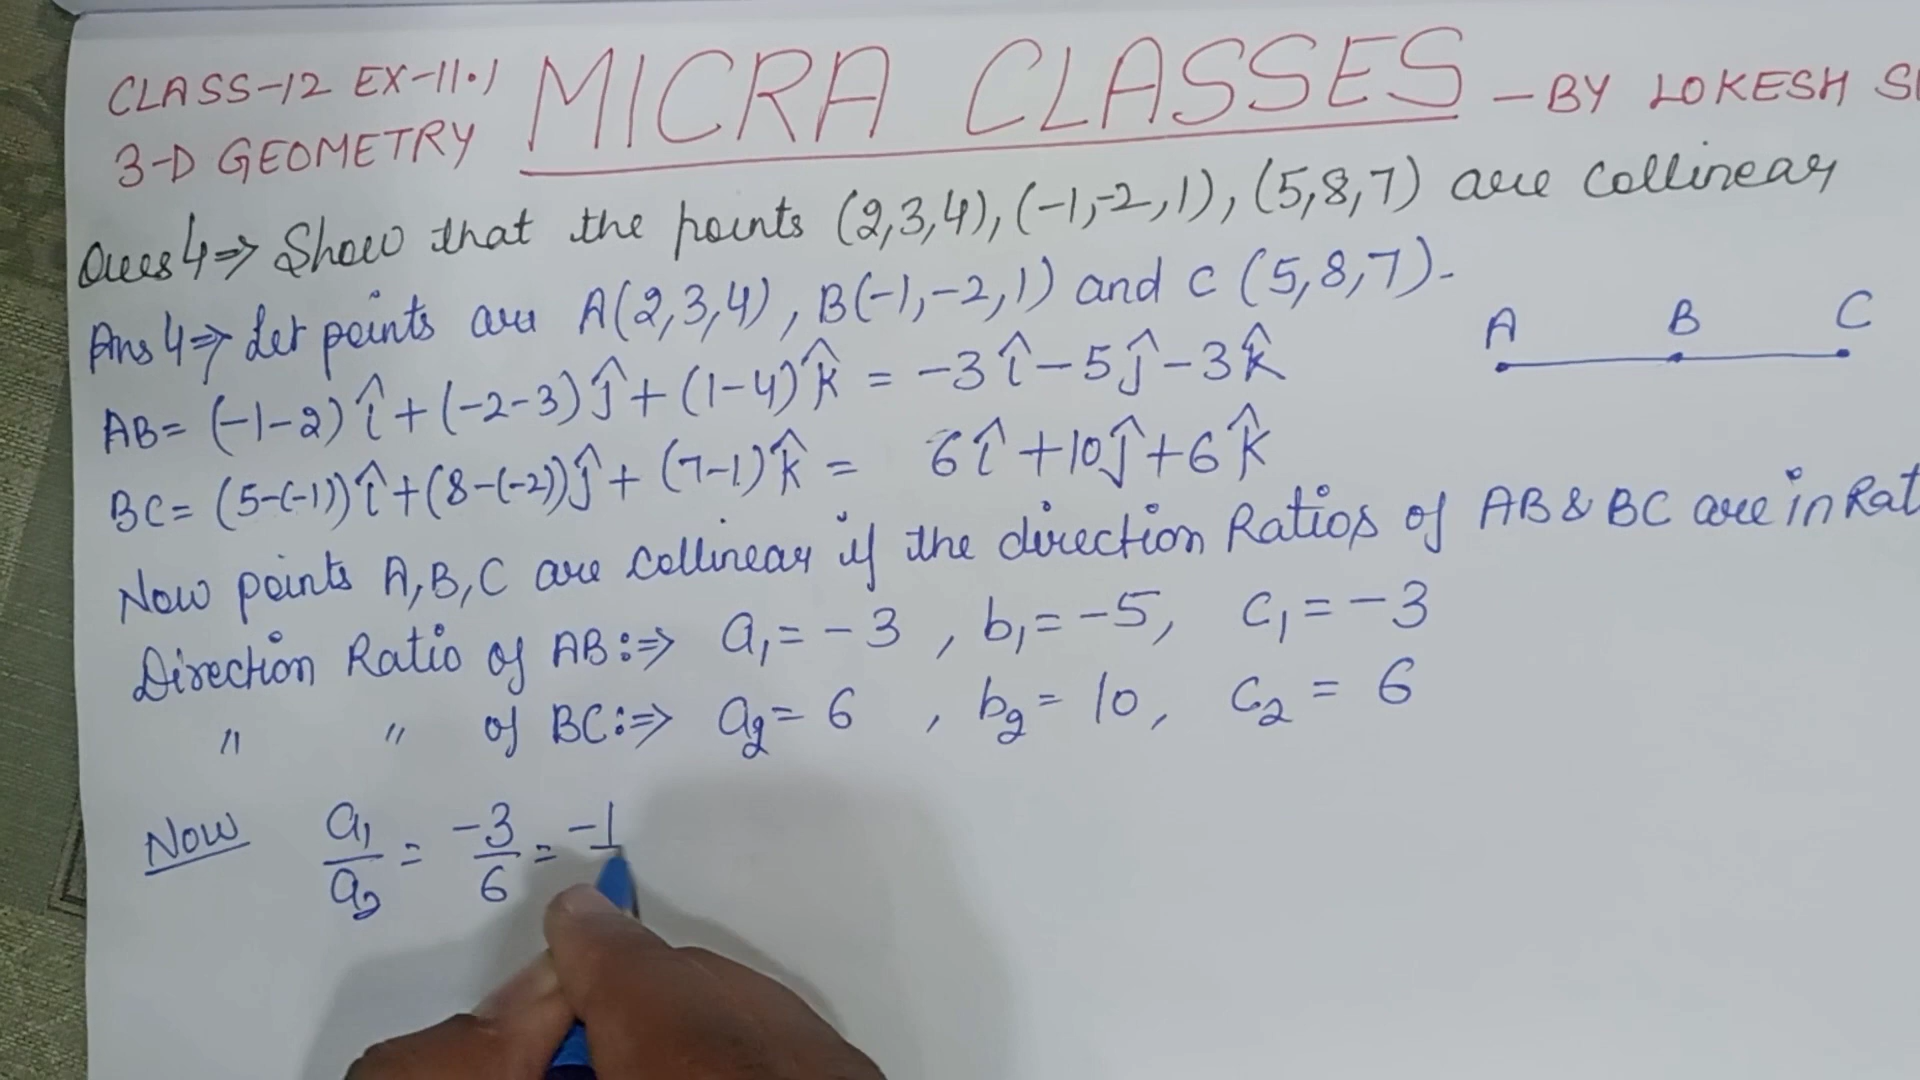 CLASS-12 EX-11.1 MICRA CLASSES - BY LOKESH
3-D GEOMETRY
Ques 4⇒ Show that the points (2,3,4), (-1,-2,1), (5,8,7) are collinear
Ans 4⇒ Let points are A(2,3,4), B(-1,-2,1) and C (5,8,7).
A B C
AB= (-1-2)î+(-2-3)ĵ+(1-4)k̂ = -3î-5ĵ-3k̂
BC= (5-(-1))î+(8-(-2))ĵ+(7-1)k̂ = 6î+10ĵ+6k̂
Now points A,B,C are collinear if the direction Ratios of AB & BC are in
Direction Ratio of AB:⇒ a₁= -3 , b₁= -5, c₁= -3
" " of BC:⇒ a₂= 6 , b₂= 10, c₂ = 6
Now a₁/a₂ = -3/6 = -1